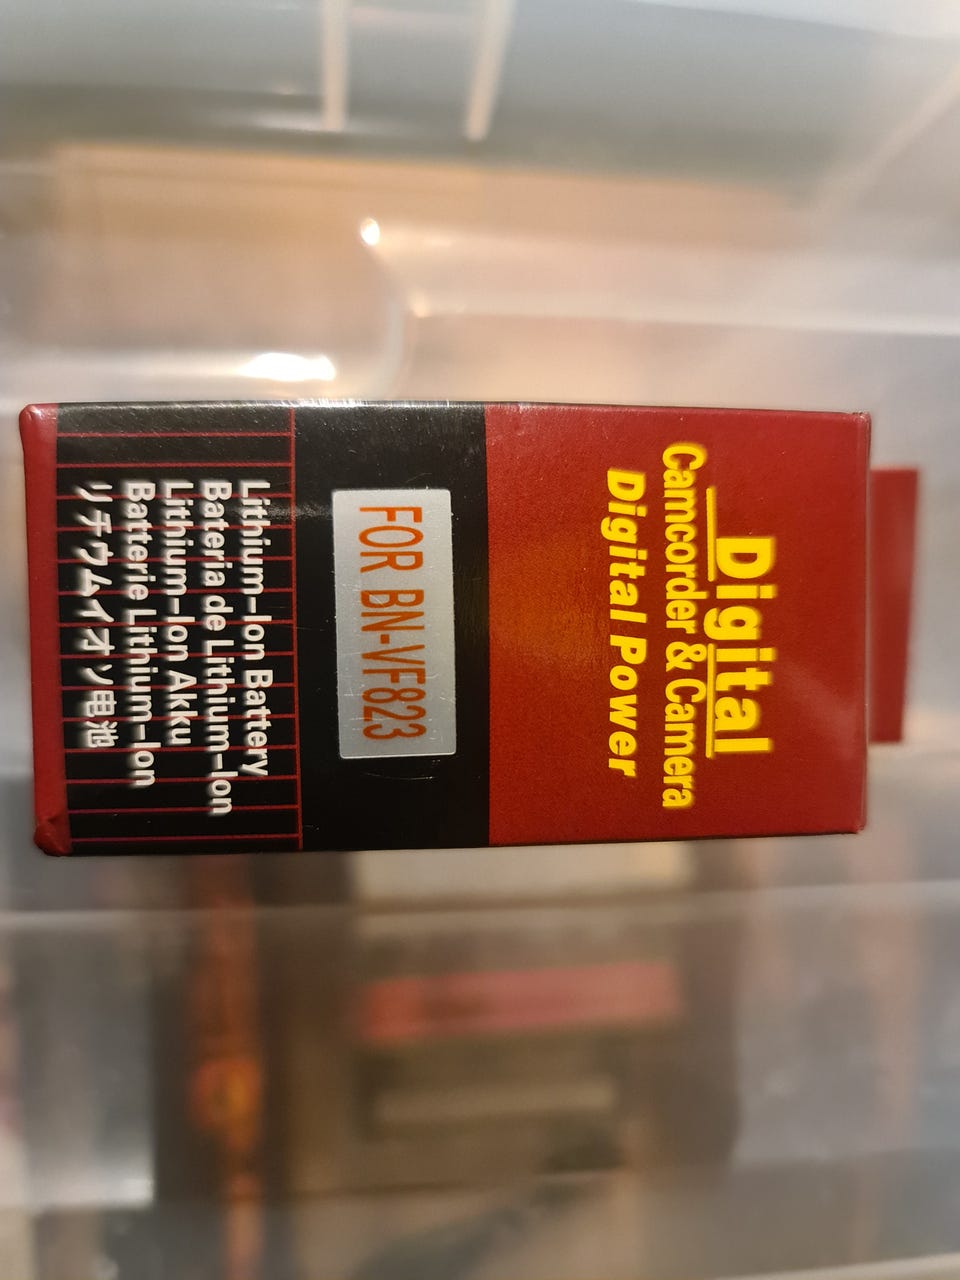 Digital
Camcorder & Camera
Digital Power
FOR BN-VF823
Lithium-Ion Battery
Bateria de Lithium-Ion
Lithium-Ion Akku
Batterie Lithium-Ion
リチウムイオソ电池